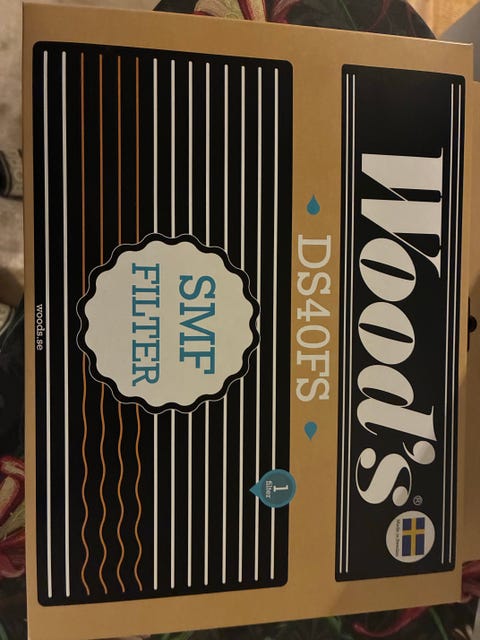 Wood's®
Made in Sweden
DS40FS
1
filter
SMF
FILTER
woods.se